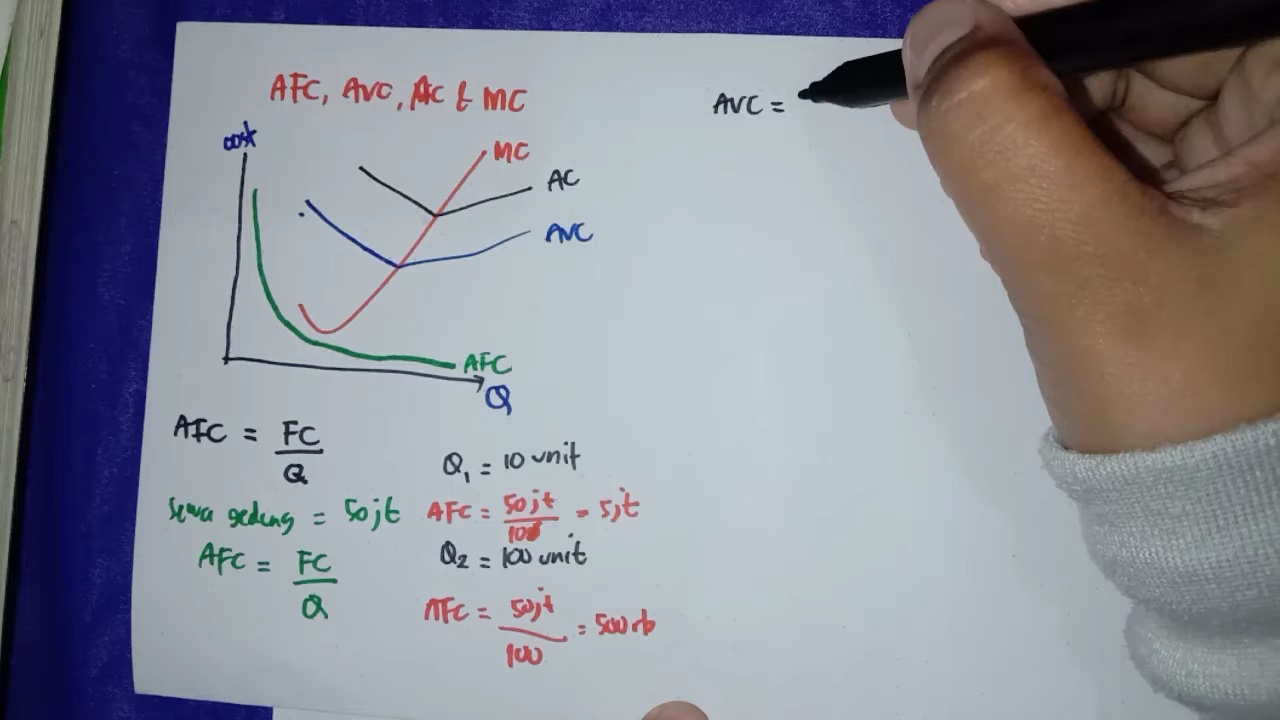 AFC, AVC, AC & MC
AVC =
cost
MC
AC
AVC
AFC
Q
AFC = FC / Q
Q1 = 10 unit
Sewa gedung = 50jt
AFC = 50jt / 10 = 5jt
AFC = FC / Q
Q2 = 100 unit
AFC = 50jt / 100 = 500rb